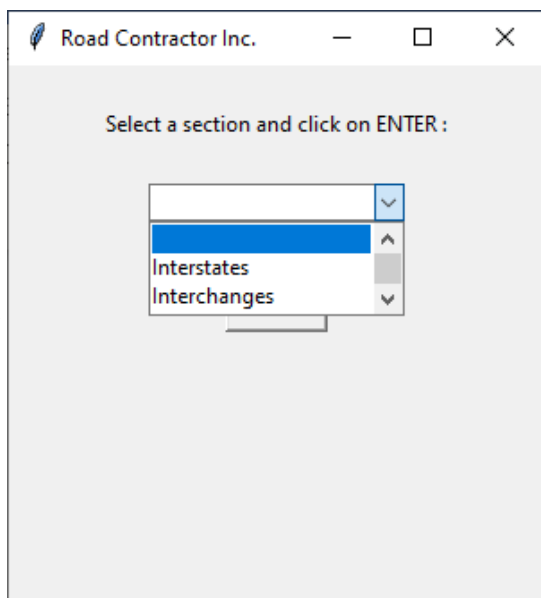 Road Contractor Inc.
Select a section and click on ENTER :
Interstates
Interchanges